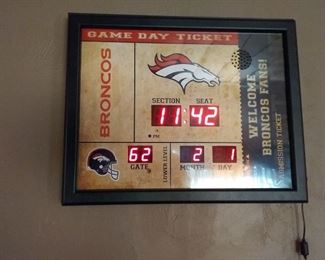 GAME DAY TICKET
BRONCOS
SECTION SEAT
11:42
PM
62
GATE
LOWER LEVEL
2 1
MONTH DAY
WELCOME
BRONCOS FANS!
ADMISSION TICKET